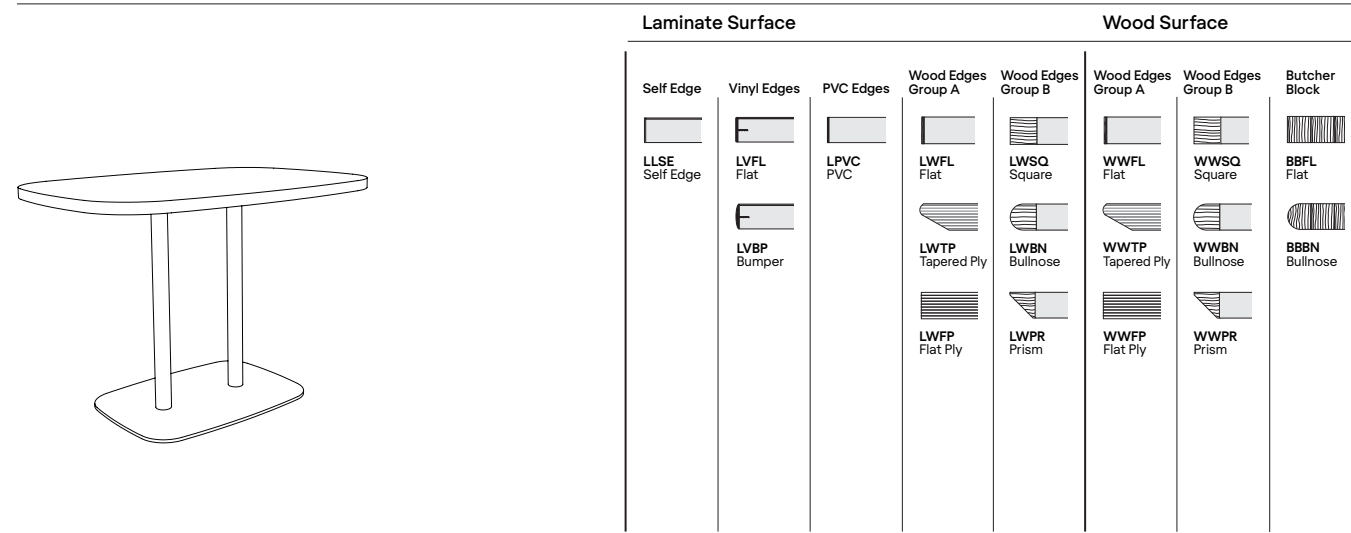 Laminate Surface
Wood Surface
Self Edge
Vinyl Edges
PVC Edges
Wood Edges
Group A
Wood Edges
Group B
Wood Edges
Group A
Wood Edges
Group B
Butcher
Block
LLSE
Self Edge
LVFL
Flat
LPVC
PVC
LWFL
Flat
LWSQ
Square
WWFL
Flat
WWSQ
Square
BBFL
Flat
LVBP
Bumper
LWTP
Tapered Ply
LWBN
Bullnose
WWTP
Tapered Ply
WWBN
Bullnose
BBBN
Bullnose
LWFP
Flat Ply
LWPR
Prism
WWFP
Flat Ply
WWPR
Prism